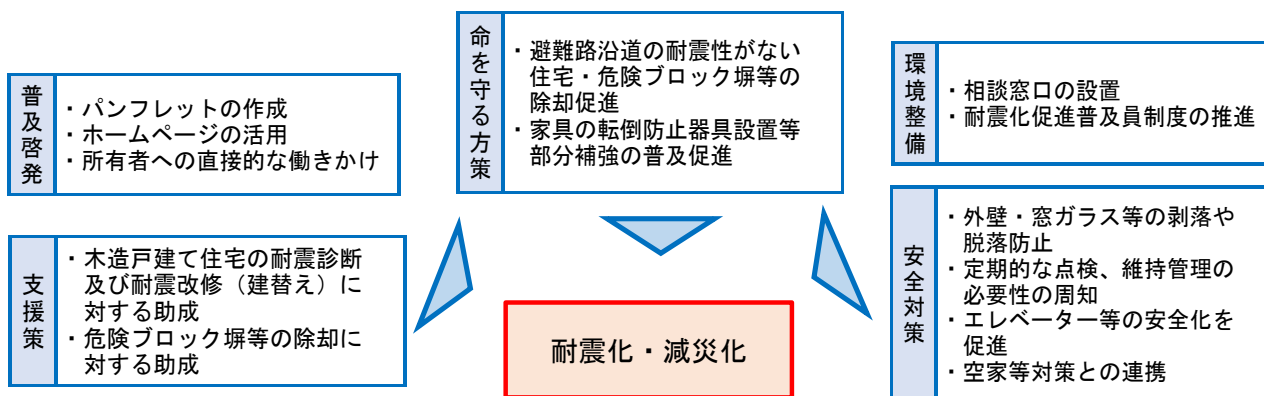 普及啓発
・パンフレットの作成
・ホームページの活用
・所有者への直接的な働きかけ
命を守る方策
・避難路沿道の耐震性がない
住宅・危険ブロック塀等の
除却促進
・家具の転倒防止器具設置等
部分補強の普及促進
環境整備
・相談窓口の設置
・耐震化促進普及員制度の推進
支援策
・木造戸建て住宅の耐震診断
及び耐震改修（建替え）に
対する助成
・危険ブロック塀等の除却に
対する助成
耐震化・減災化
安全対策
・外壁・窓ガラス等の剥落や
脱落防止
・定期的な点検、維持管理の
必要性の周知
・エレベーター等の安全化を
促進
・空家等対策との連携